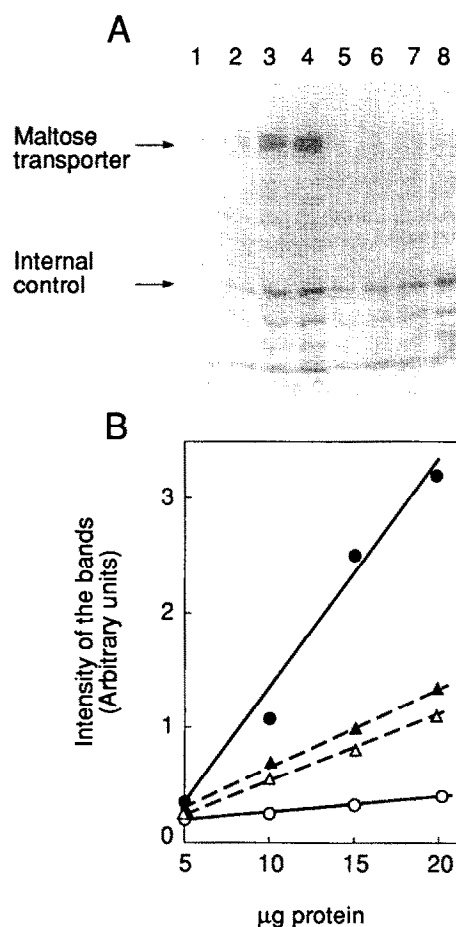 A
1 2 3 4 5 6 7 8
Maltose
transporter
Internal
control
B
Intensity of the bands
(Arbitrary units)
3
2
1
0
5 10 15 20
µg protein